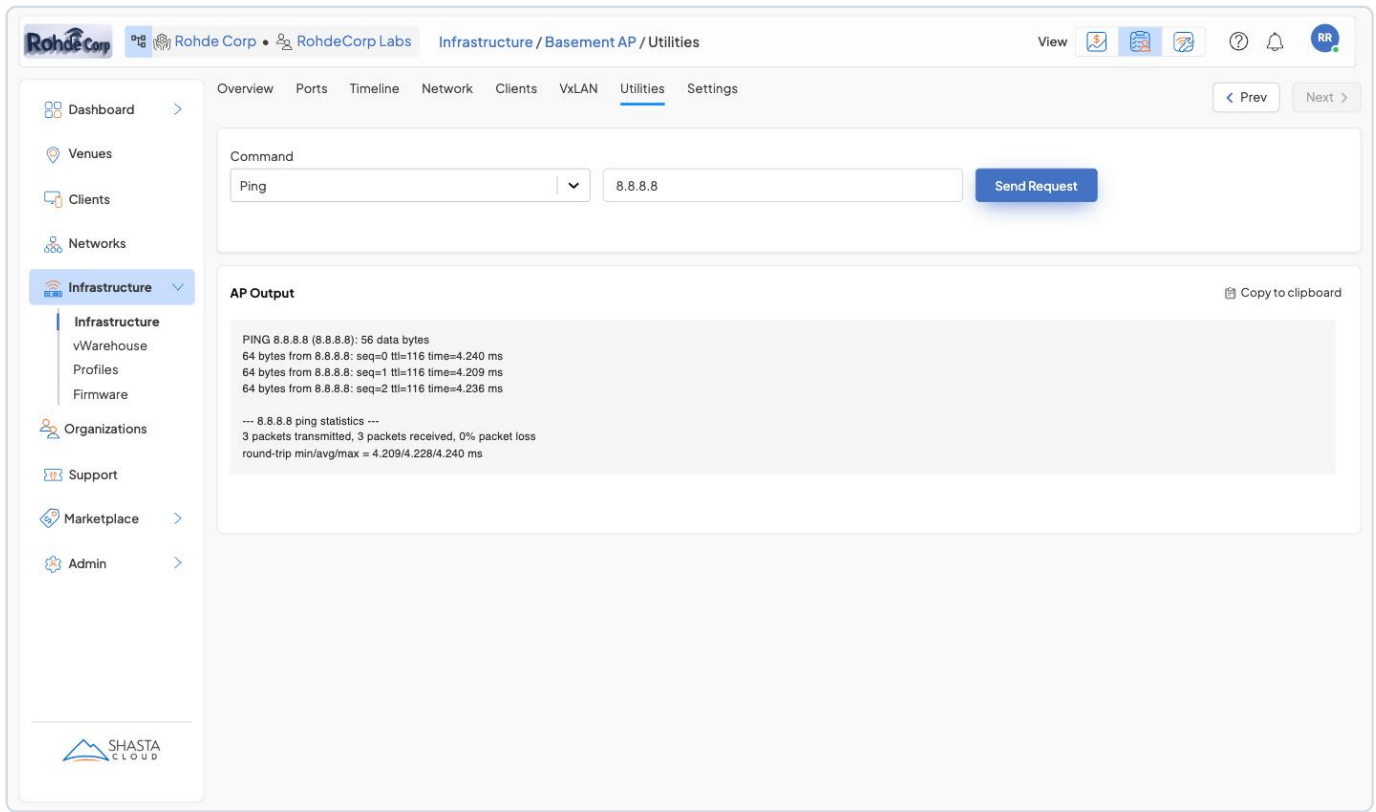 Rohde Corp Rohde Corp • RohdeCorp Labs Infrastructure / Basement AP / Utilities View RR
Overview Ports Timeline Network Clients VxLAN Utilities Settings
Prev Next
Dashboard
Venues
Clients
Networks
Infrastructure
Infrastructure
vWarehouse
Profiles
Firmware
Organizations
Support
Marketplace
Admin
SHASTA
CLOUD
Command
Ping 8.8.8.8 Send Request
AP Output Copy to clipboard
PING 8.8.8.8 (8.8.8.8): 56 data bytes
64 bytes from 8.8.8.8: seq=0 ttl=116 time=4.240 ms
64 bytes from 8.8.8.8: seq=1 ttl=116 time=4.209 ms
64 bytes from 8.8.8.8: seq=2 ttl=116 time=4.236 ms
--- 8.8.8.8 ping statistics ---
3 packets transmitted, 3 packets received, 0% packet loss
round-trip min/avg/max = 4.209/4.228/4.240 ms